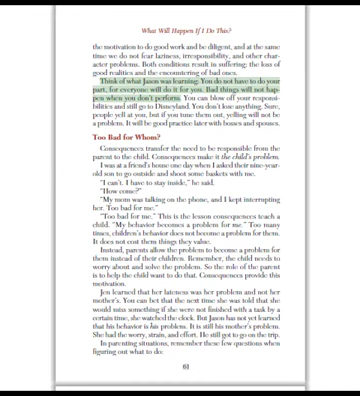 What Will Happen If I Do This?
the motivation to do good work and be diligent, and at the same
time we do not fear laziness, irresponsibility, and other char-
acter problems. Both conditions result in suffering: the loss of
good realities and the encountering of bad ones.
Think of what Jason was learning: You do not have to do your
part, for everyone will do it for you. Bad things will not hap-
pen when you don't perform. You can blow off your responsi-
bilities and still go to Disneyland. You don't lose anything. Sure,
people yell at you, but if you tune them out, yelling will not be
a problem. It will be good practice later with bosses and spouses.
Too Bad for Whom?
Consequences transfer the need to be responsible from the
parent to the child. Consequences make it the child's problem.
I was at a friend's home one day when I asked their nine-year-
old son to go outside and shoot some baskets with me.
"I can't. I have to stay inside," he said.
"How come?"
"My mom was talking on the phone, and I kept interrupting
her. Too bad for me."
"Too bad for me." This is the lesson consequences teach a
child. "My behavior becomes a problem for me." Too many
times, children's behavior does not become a problem for them.
It does not cost them things they value.
Instead, parents allow the problem to become a problem for
them instead of their children. Remember, the child needs to
worry about and solve the problem. So the role of the parent
is to help the child want to do that. Consequences provide this
motivation.
Jen learned that her lateness was her problem and not her
mother's. You can bet that the next time she was told that she
would miss something if she were not finished with a task by a
certain time, she watched the clock. But Jason has not yet learned
that his behavior is his problem. It is still his mother's problem.
She had the worry, strain, and effort. He still got to go on the trip.
In parenting situations, remember these few questions when
figuring out what to do:
61